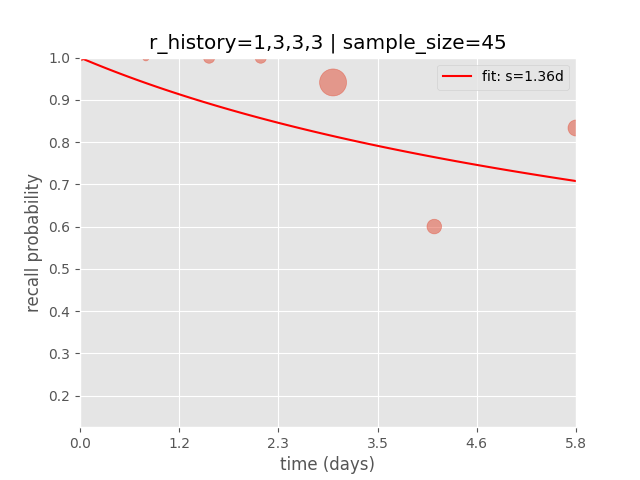 r_history=1,3,3,3 | sample_size=45
fit: s=1.36d
1.0
0.9
0.8
0.7
0.6
0.5
0.4
0.3
0.2
recall probability
0.0 1.2 2.3 3.5 4.6 5.8
time (days)